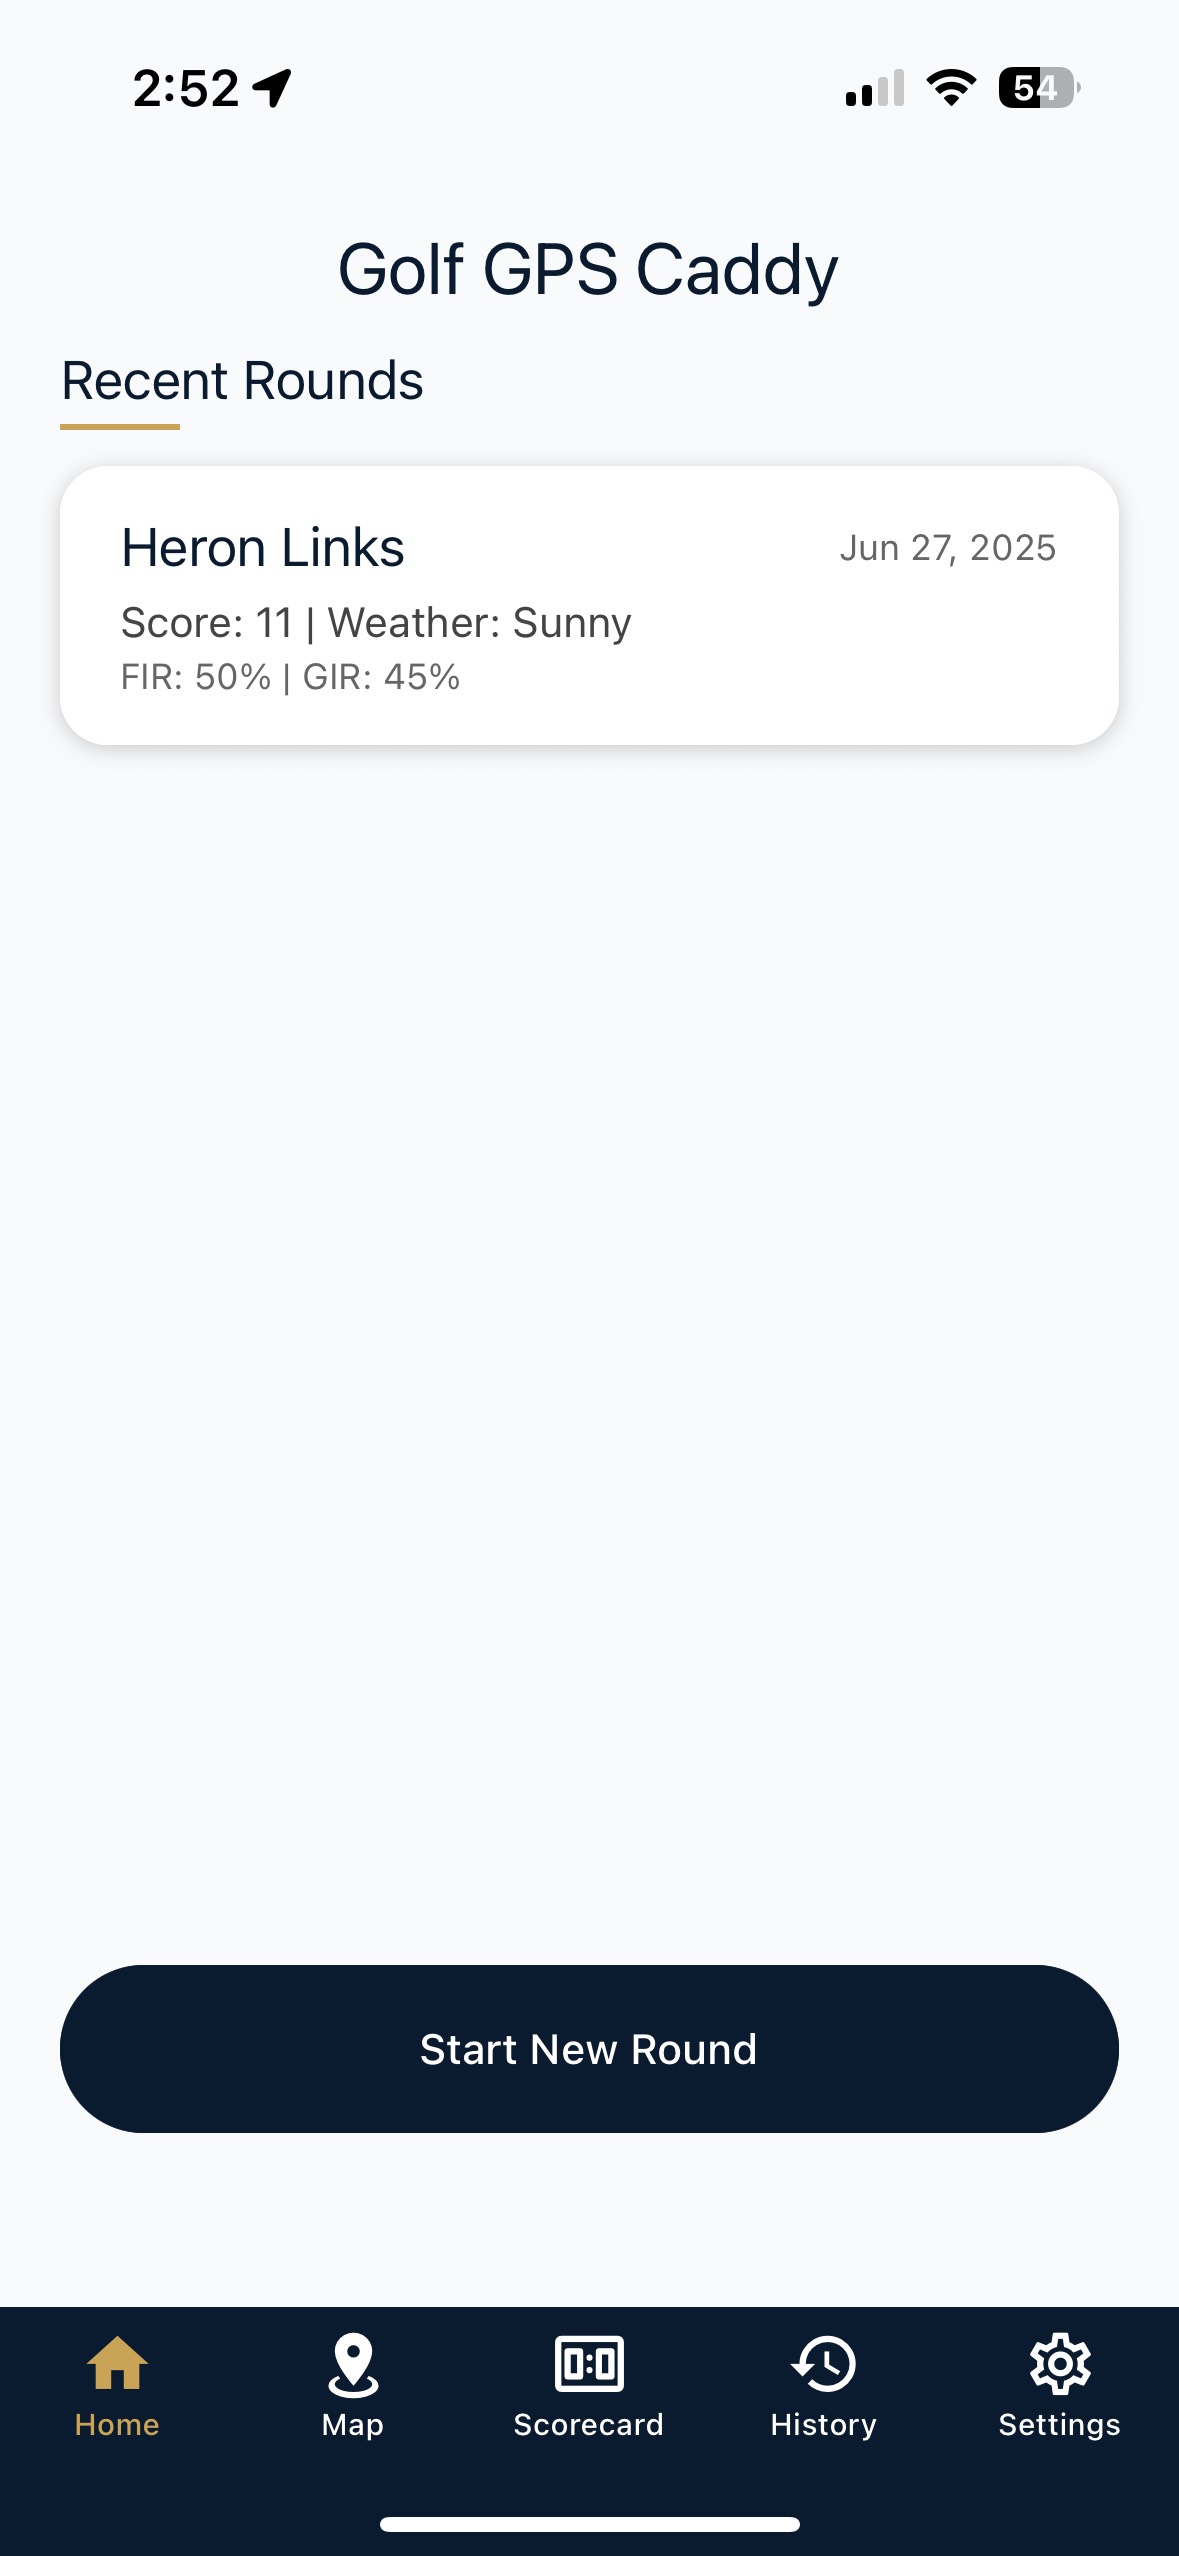 2:52
54
Golf GPS Caddy
Recent Rounds
Heron Links
Jun 27, 2025
Score: 11 | Weather: Sunny
FIR: 50% | GIR: 45%
Start New Round
Home
Map
Scorecard
History
Settings